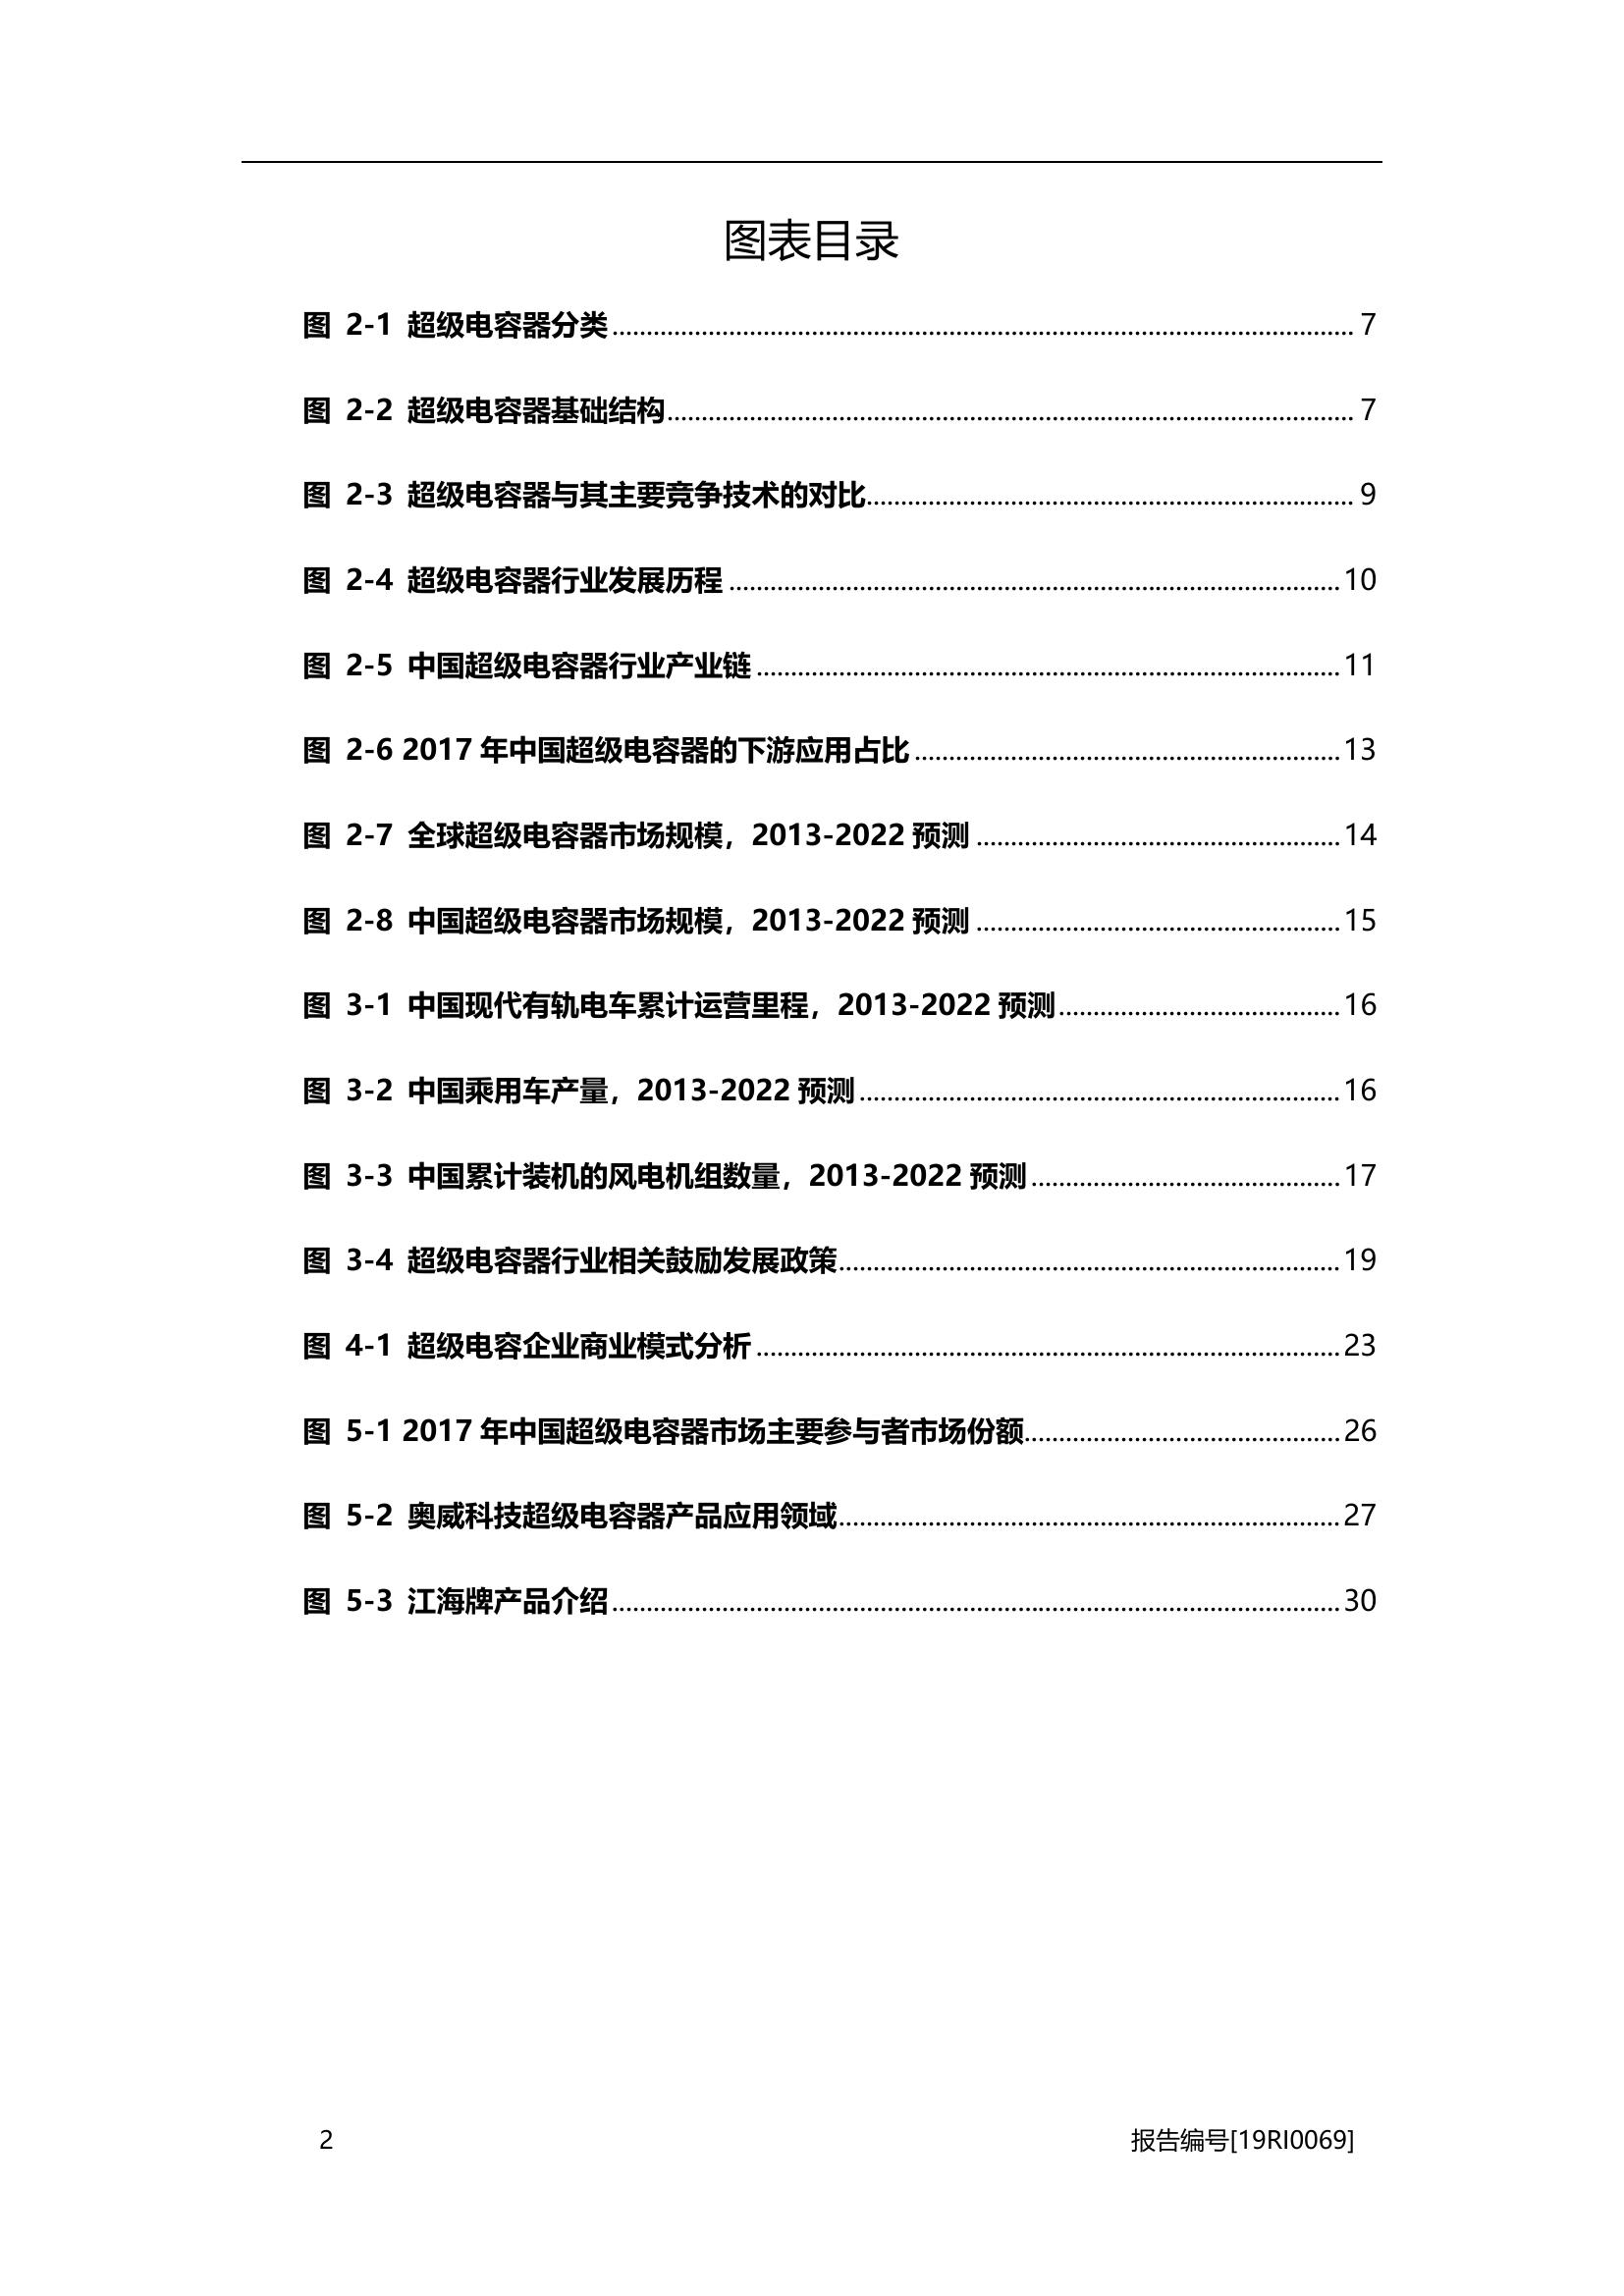 图表目录
图 2-1 超级电容器分类........................................................ 7
图 2-2 超级电容器基础结构........................................................ 7
图 2-3 超级电容器与其主要竞争技术的对比........................................................ 9
图 2-4 超级电容器行业发展历程........................................................ 10
图 2-5 中国超级电容器行业产业链........................................................ 11
图 2-6 2017 年中国超级电容器的下游应用占比........................................................ 13
图 2-7 全球超级电容器市场规模，2013-2022 预测........................................................ 14
图 2-8 中国超级电容器市场规模，2013-2022 预测........................................................ 15
图 3-1 中国现代有轨电车累计运营里程，2013-2022 预测........................................................ 16
图 3-2 中国乘用车产量，2013-2022 预测........................................................ 16
图 3-3 中国累计装机的风电机组数量，2013-2022 预测........................................................ 17
图 3-4 超级电容器行业相关鼓励发展政策........................................................ 19
图 4-1 超级电容企业商业模式分析........................................................ 23
图 5-1 2017 年中国超级电容器市场主要参与者市场份额........................................................ 26
图 5-2 奥威科技超级电容器产品应用领域........................................................ 27
图 5-3 江海牌产品介绍........................................................ 30
2 报告编号[19RI0069]